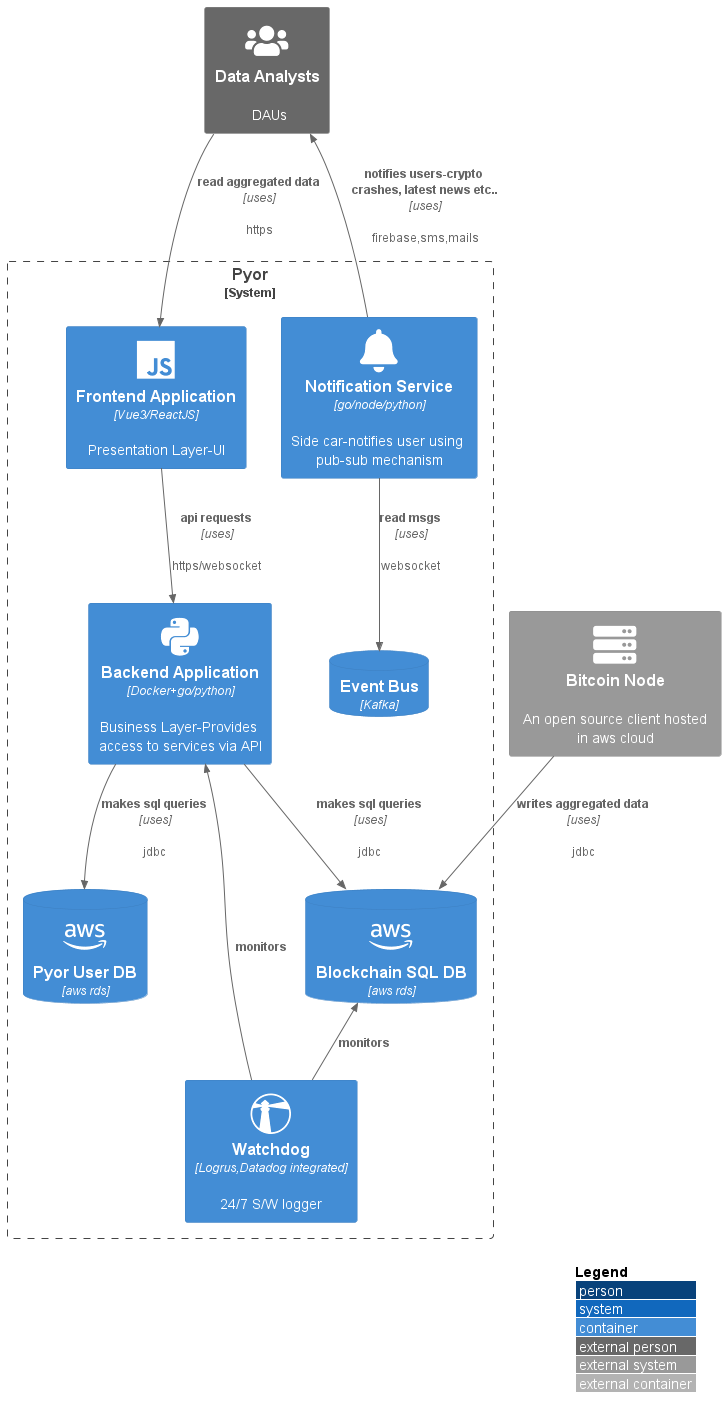 Data Analysts
DAUs
read aggregated data
[uses]
https
notifies users-crypto
crashes, latest news etc..
[uses]
firebase,sms,mails
Pyor
[System]
JS
Frontend Application
[Vue3/ReactJS]
Presentation Layer-UI
Notification Service
[go/node/python]
Side car-notifies user using
pub-sub mechanism
api requests
[uses]
https/websocket
read msgs
[uses]
websocket
Backend Application
[Docker+go/python]
Business Layer-Provides
access to services via API
Event Bus
[Kafka]
Bitcoin Node
An open source client hosted
in aws cloud
makes sql queries
[uses]
jdbc
makes sql queries
[uses]
jdbc
writes aggregated data
[uses]
jdbc
aws
Pyor User DB
[aws rds]
monitors
aws
Blockchain SQL DB
[aws rds]
monitors
Watchdog
[Logrus,Datadog integrated]
24/7 S/W logger
Legend
person
system
container
external person
external system
external container